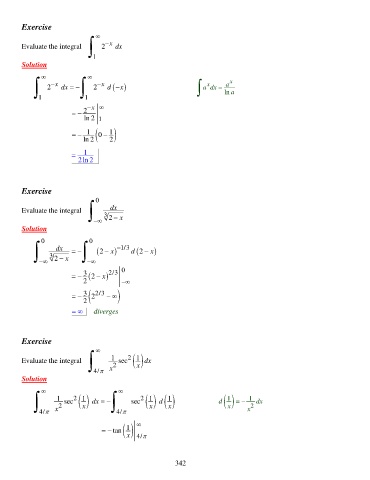 Exercise
Evaluate the integral ∫₁^∞ 2^(−x) dx
Solution
∫₁^∞ 2^(−x) dx = − ∫₁^∞ 2^(−x) d(−x)    ∫ a^x dx = a^x / ln a
= − 2^(−x) / ln 2 |₁^∞
= − 1/ln 2 (0 − 1/2)
= 1 / 2 ln 2
Exercise
Evaluate the integral ∫_(−∞)^0 dx / ∛(2 − x)
Solution
∫_(−∞)^0 dx / ∛(2 − x) = − ∫_(−∞)^0 (2 − x)^(−1/3) d(2 − x)
= − 3/2 (2 − x)^(2/3) |_(−∞)^0
= − 3/2 (2^(2/3) − ∞)
= ∞ diverges
Exercise
Evaluate the integral ∫_(4/π)^∞ 1/x² sec²(1/x) dx
Solution
∫_(4/π)^∞ 1/x² sec²(1/x) dx = − ∫_(4/π)^∞ sec²(1/x) d(1/x)    d(1/x) = − 1/x² dx
= − tan(1/x) |_(4/π)^∞
342